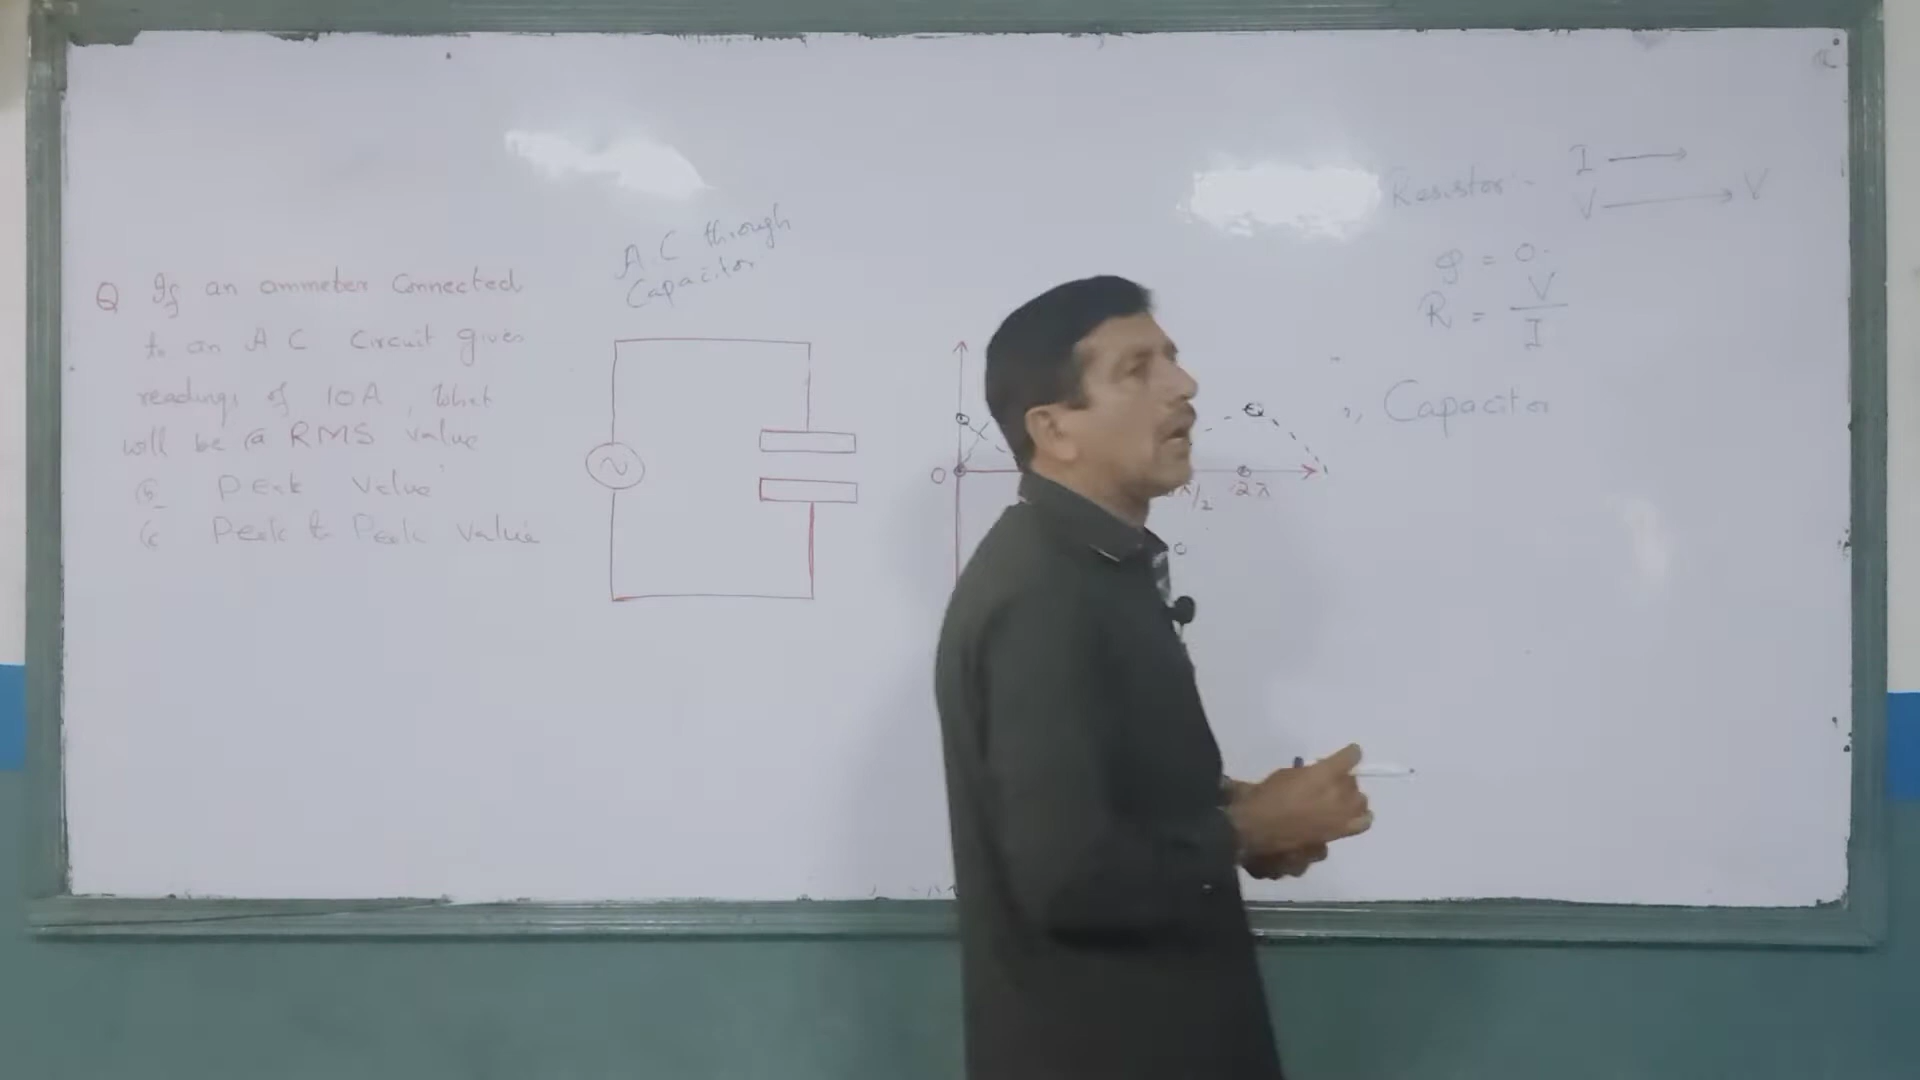 Q If an ammeter Connected
to an A C Circuit gives
readings of 10A, What
will be (a RMS value
(b Peak Value
(c Peak to Peak Value
A.C through
Capacitor
0
2π
Resistor :- I
V V
φ = 0.
R = V
I
Capacitor